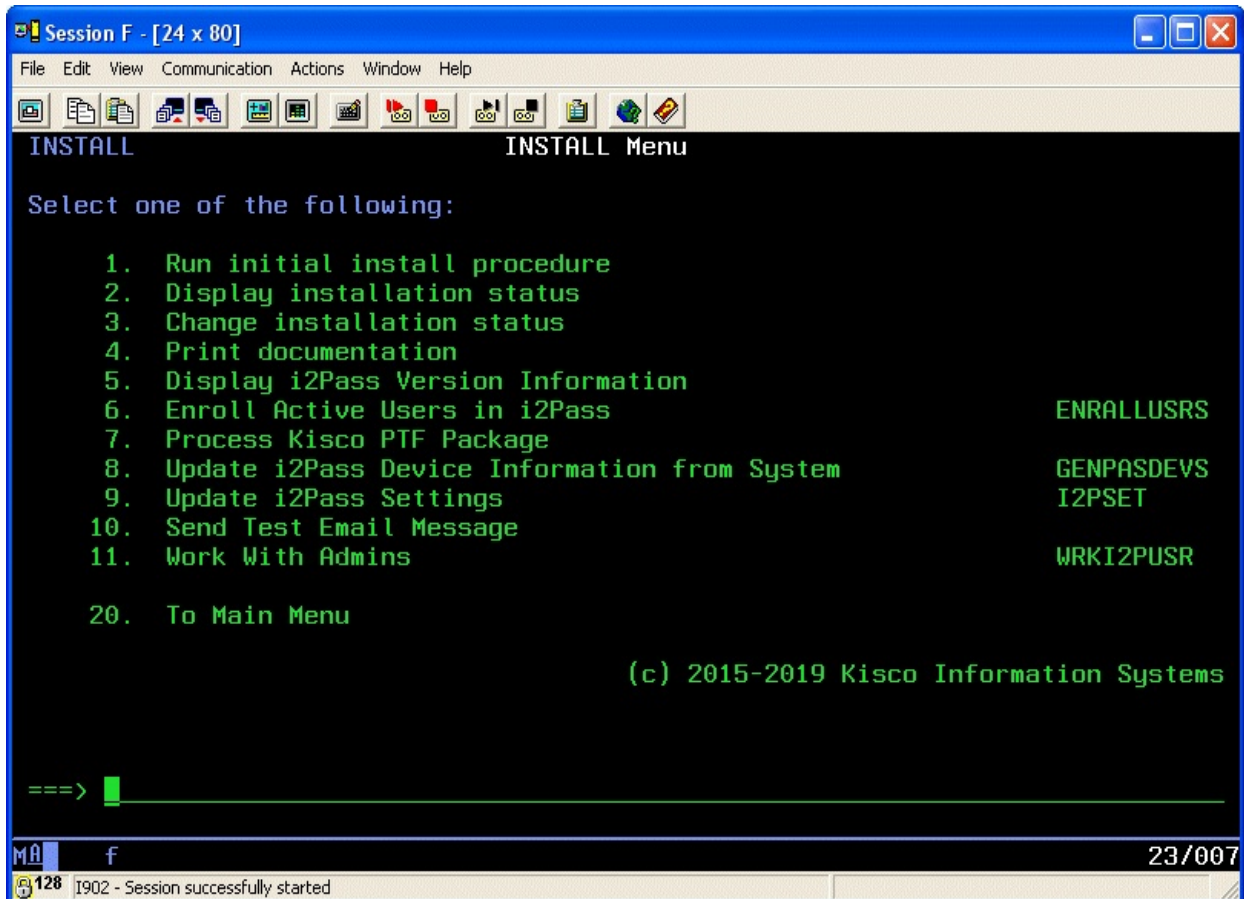 Session F - [24 x 80]
File Edit View Communication Actions Window Help
INSTALL INSTALL Menu
Select one of the following:
1. Run initial install procedure
2. Display installation status
3. Change installation status
4. Print documentation
5. Display i2Pass Version Information
6. Enroll Active Users in i2Pass ENRALLUSRS
7. Process Kisco PTF Package
8. Update i2Pass Device Information from System GENPASDEVS
9. Update i2Pass Settings I2PSET
10. Send Test Email Message
11. Work With Admins WRKI2PUSR
20. To Main Menu
(c) 2015-2019 Kisco Information Systems
===>
MA f 23/007
128 I902 - Session successfully started